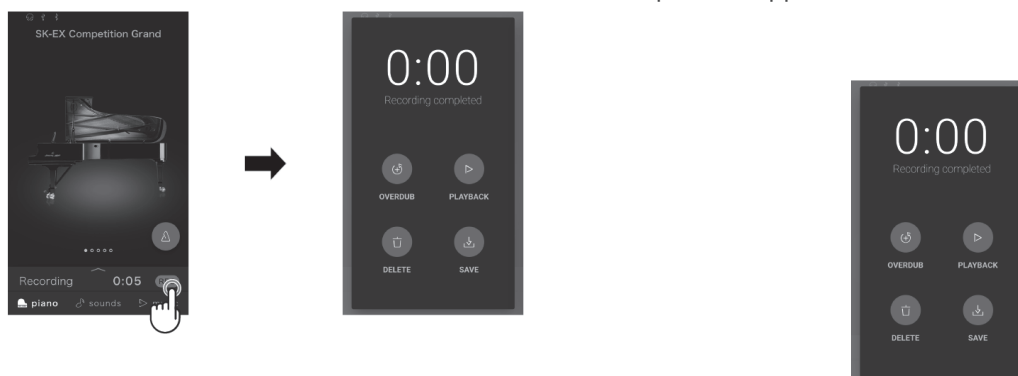 SK-EX Competition Grand
Recording 0:05
piano sounds
0:00
Recording completed
OVERDUB PLAYBACK
DELETE SAVE
0:00
Recording completed
OVERDUB PLAYBACK
DELETE SAVE